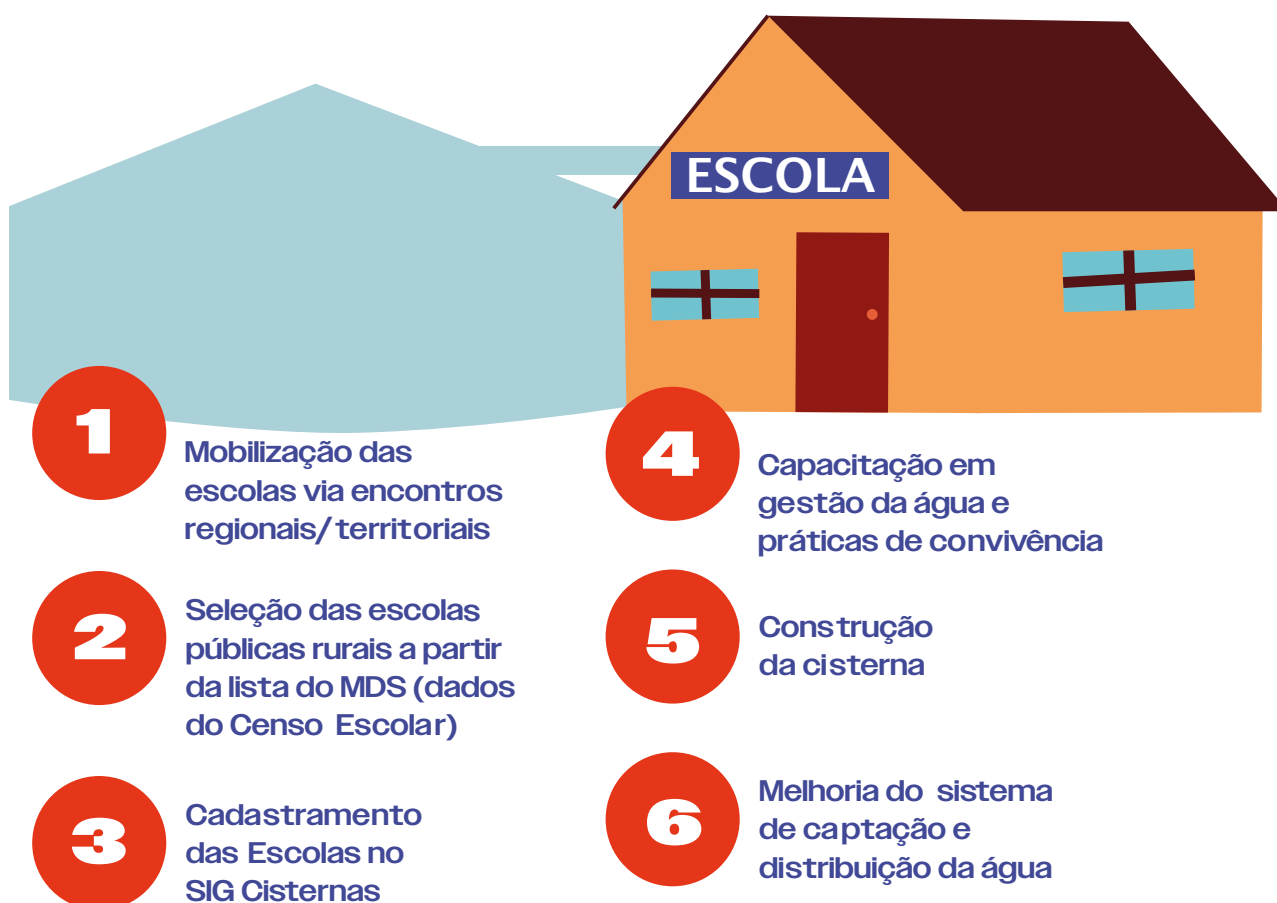 ESCOLA
1
Mobilização das
escolas via encontros
regionais/territoriais
2
Seleção das escolas
públicas rurais a partir
da lista do MDS (dados
do Censo Escolar)
3
Cadastramento
das Escolas no
SIG Cisternas
4
Capacitação em
gestão da água e
práticas de convivência
5
Construção
da cisterna
6
Melhoria do sistema
de captação e
distribuição da água